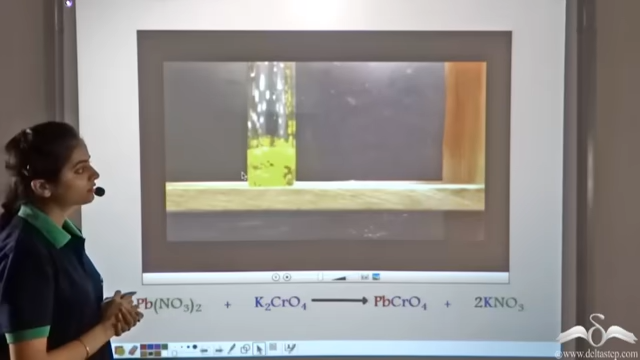 Pb(NO₃)₂ + K₂CrO₄ ⟶ PbCrO₄ + 2KNO₃
www.deltastep.com